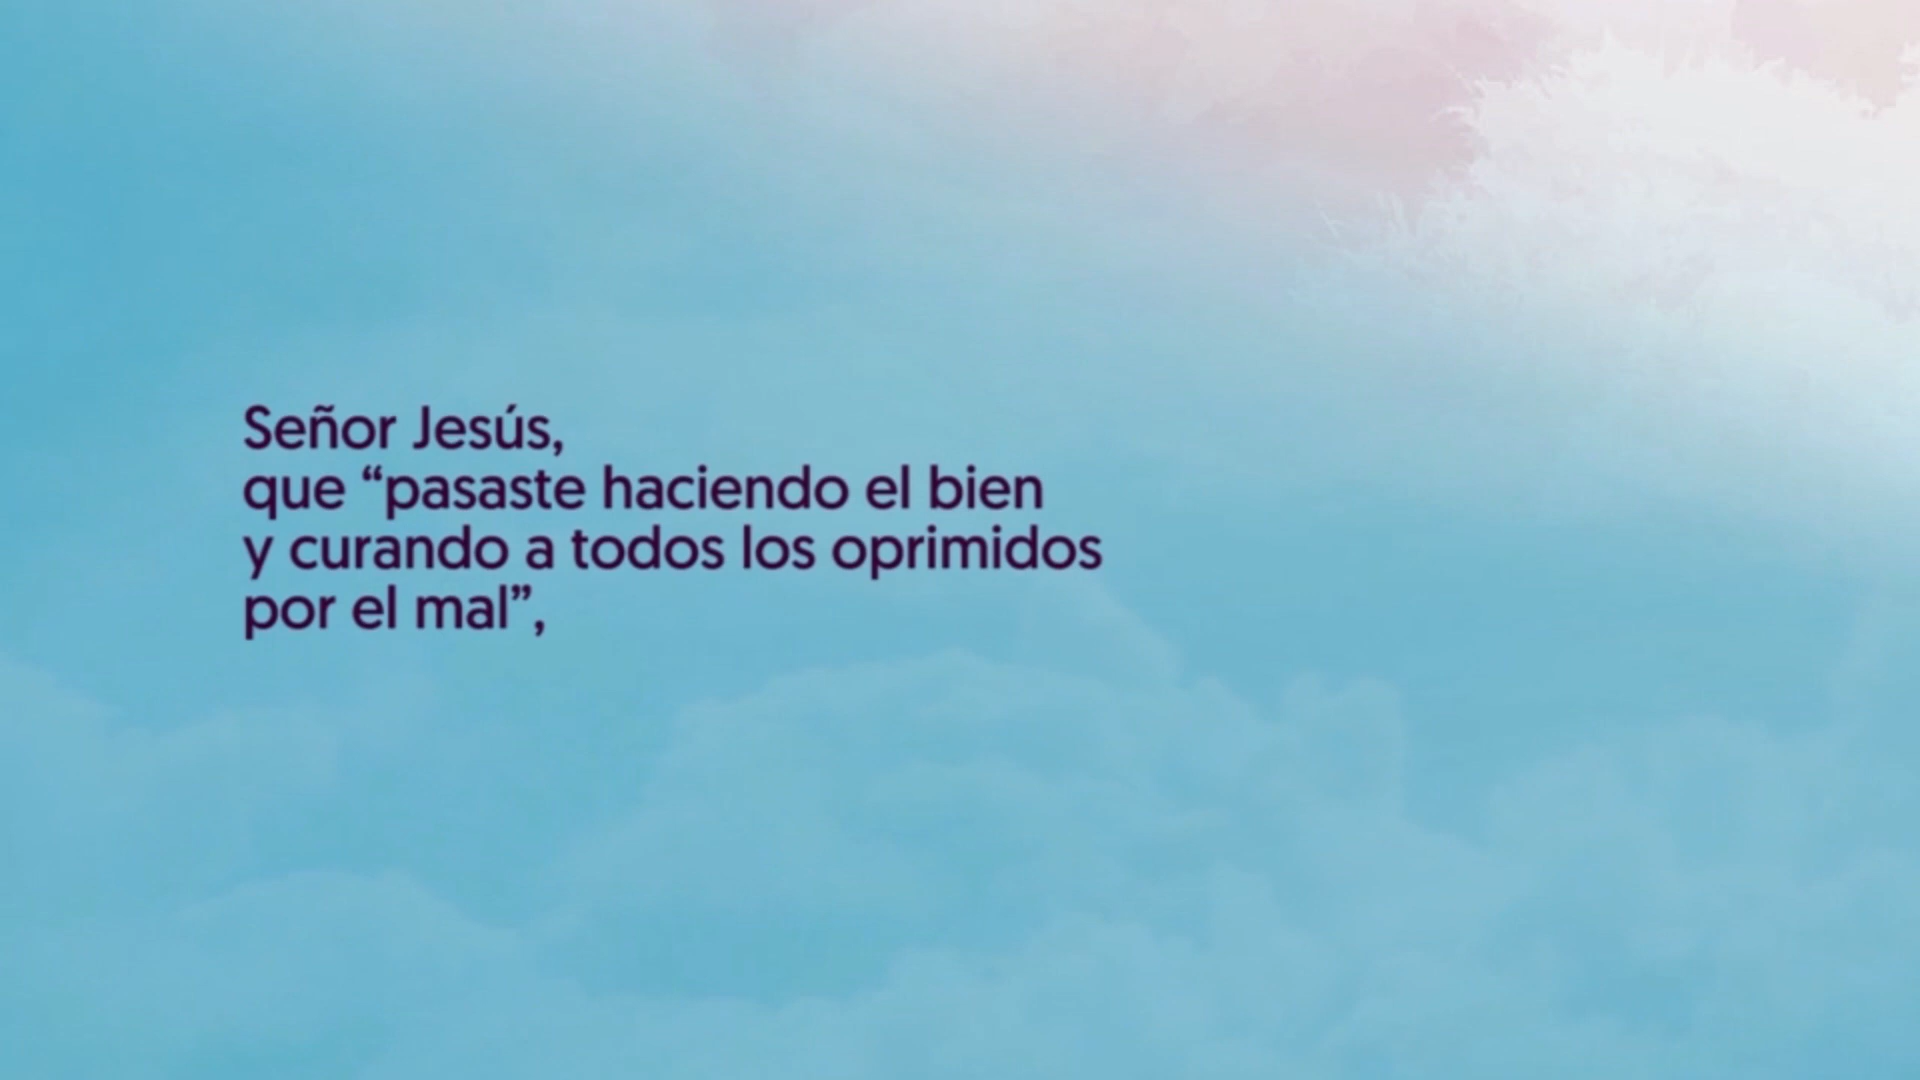 Señor Jesús,
que “pasaste haciendo el bien
y curando a todos los oprimidos
por el mal”,